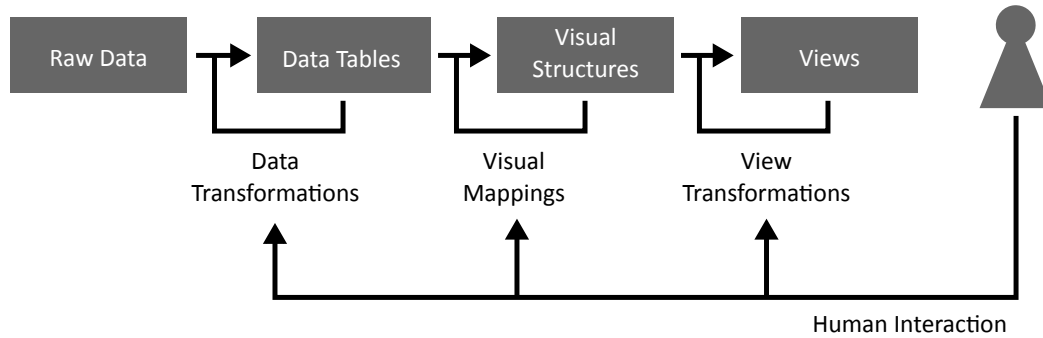 Raw Data
Data Tables
Visual
Structures
Views
Data
Transformations
Visual
Mappings
View
Transformations
Human Interaction